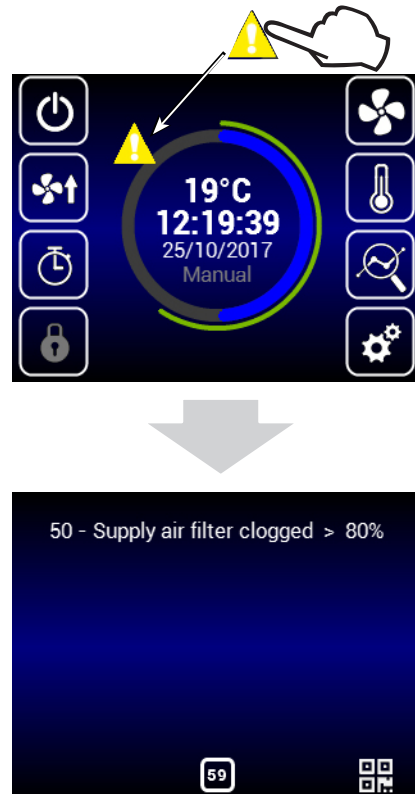 19°C
12:19:39
25/10/2017
Manual
50 - Supply air filter clogged > 80%
59